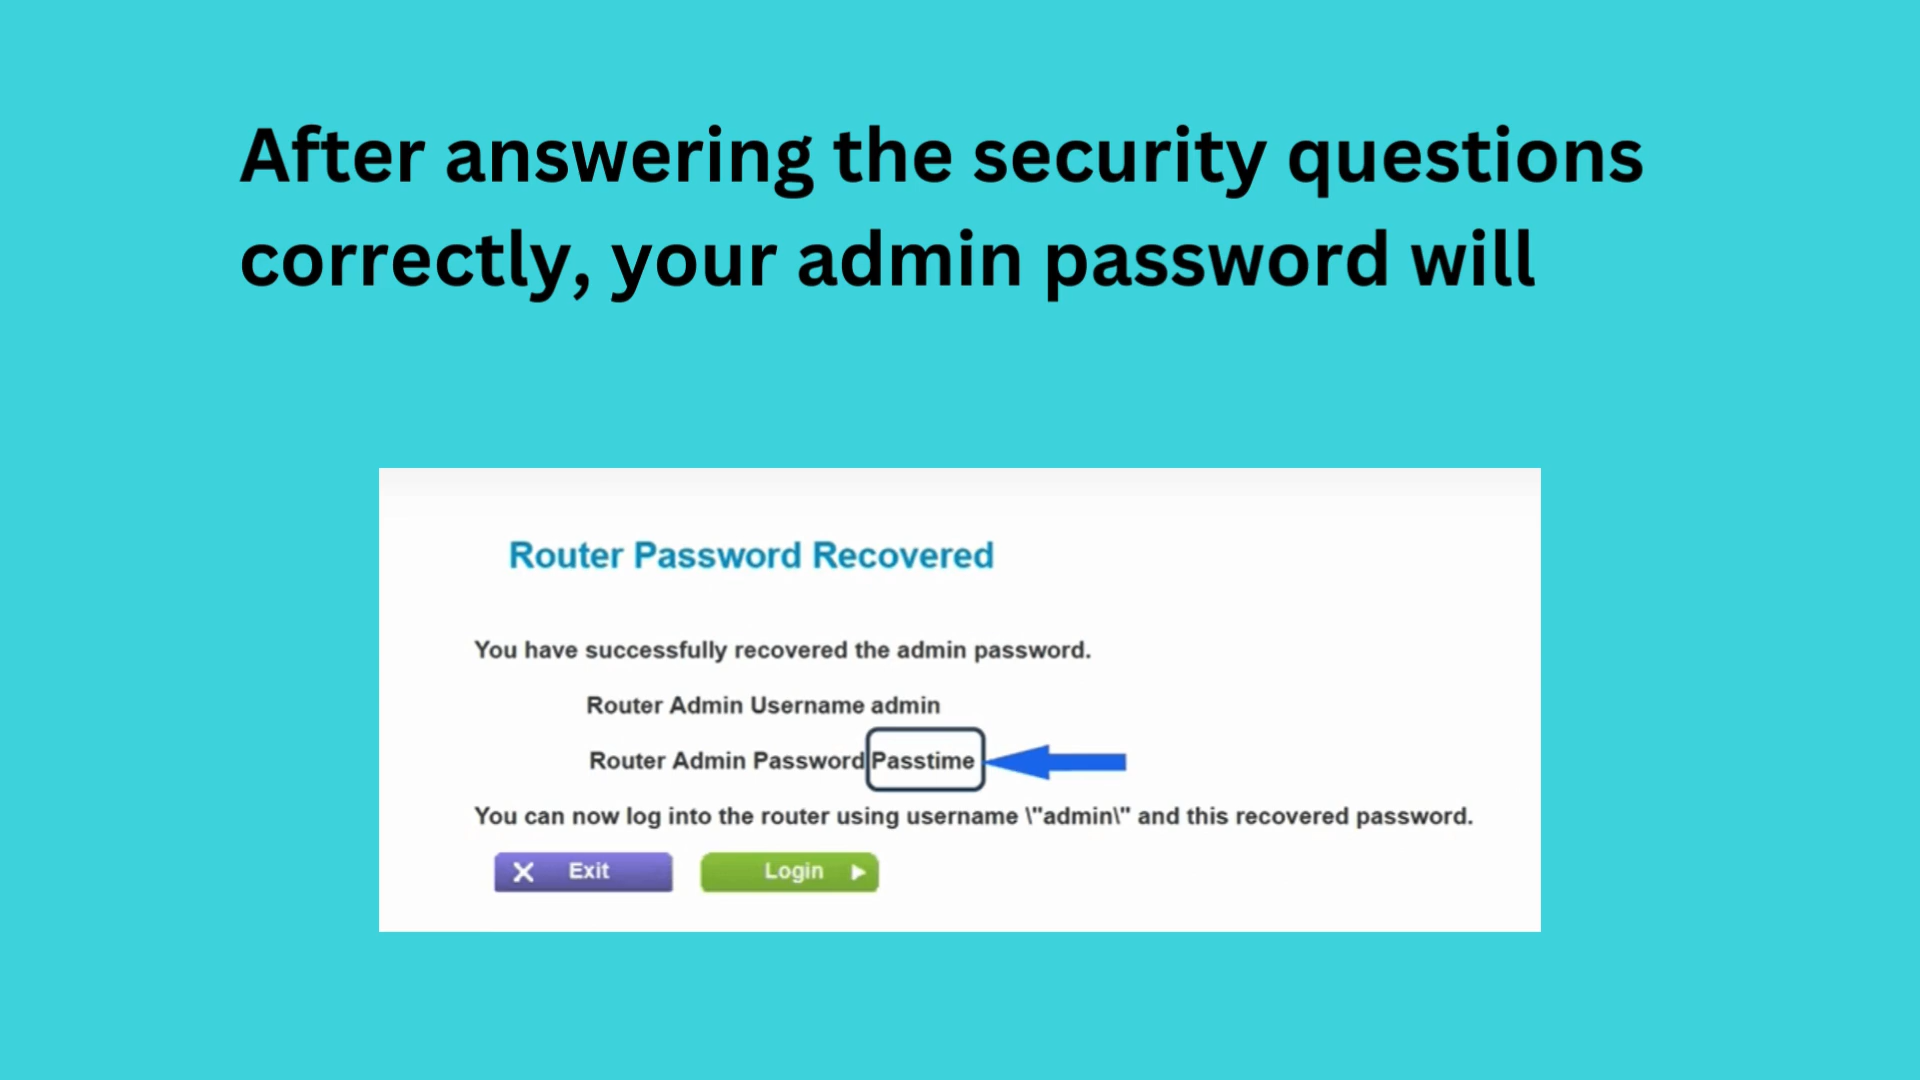 After answering the security questions
correctly, your admin password will
Router Password Recovered
You have successfully recovered the admin password.
Router Admin Username admin
Router Admin Password Passtime
You can now log into the router using username \"admin\" and this recovered password.
Exit
Login